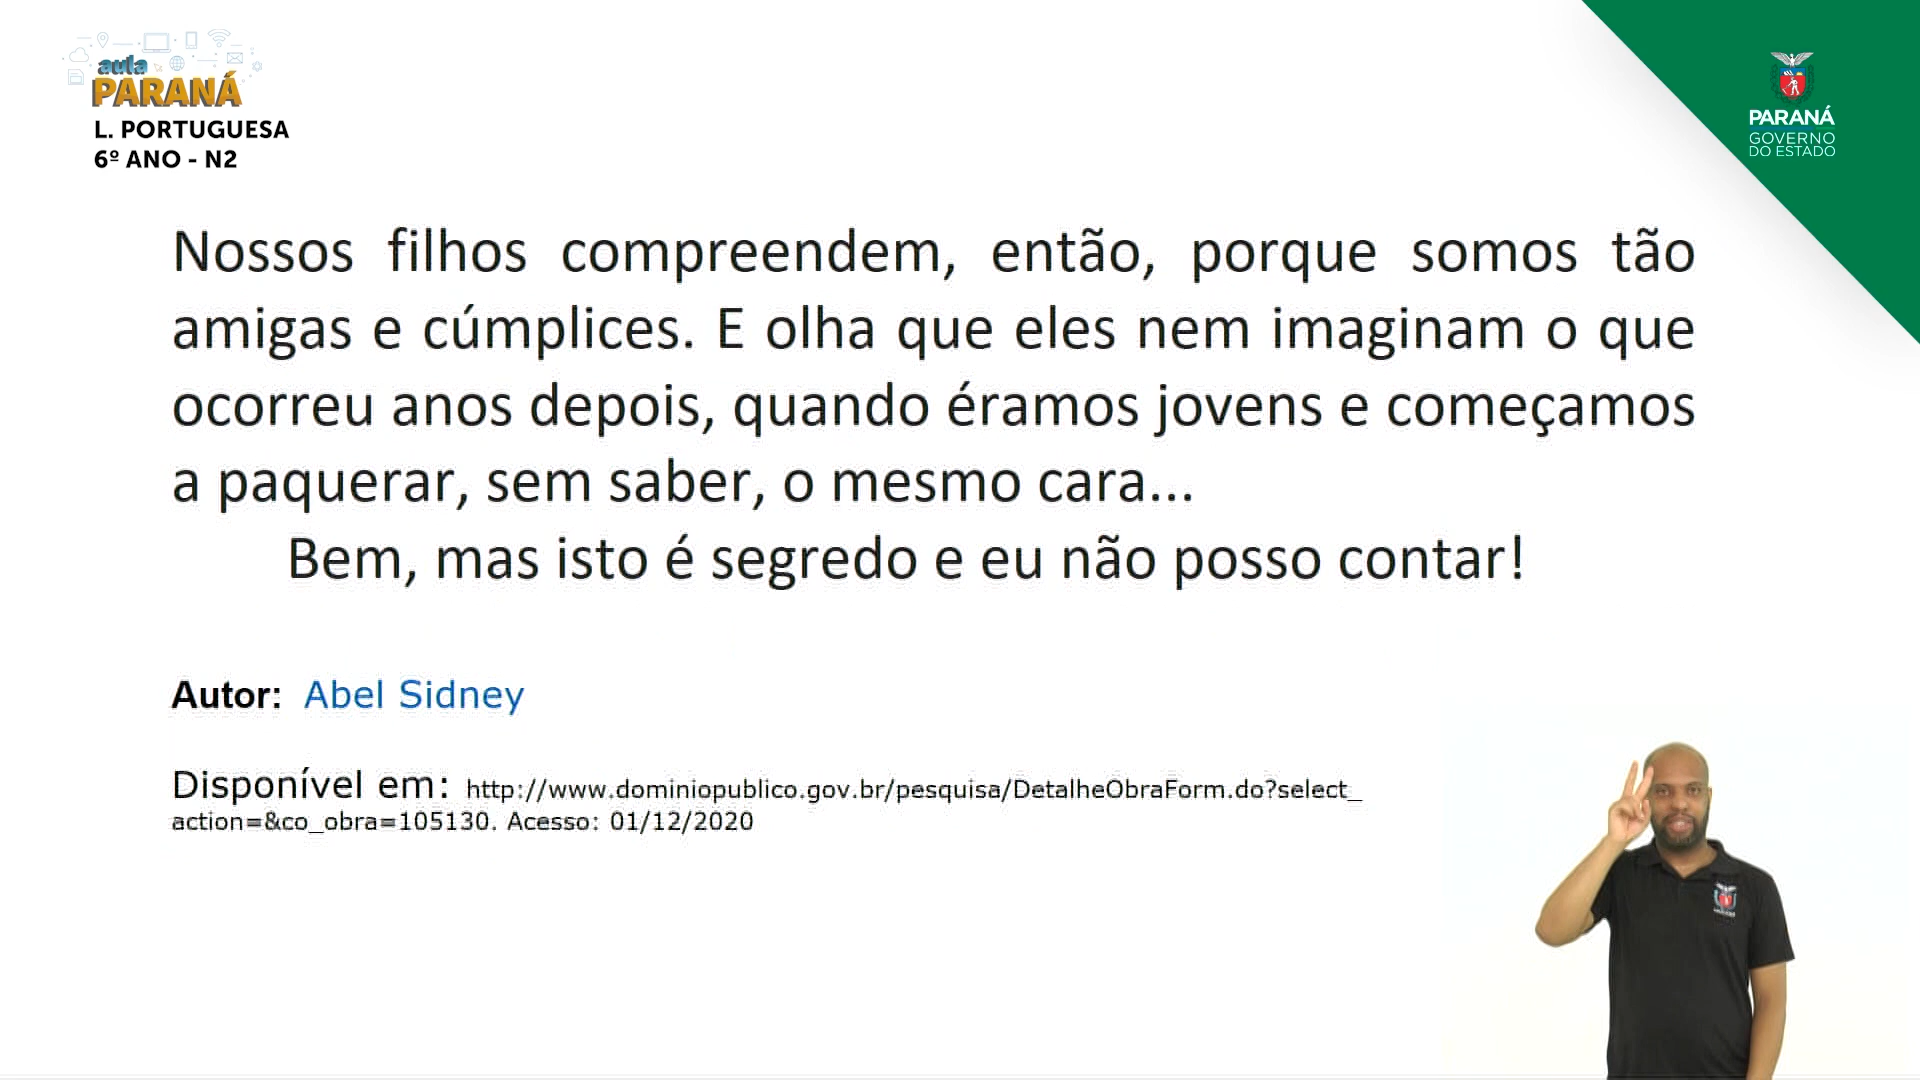 aula
PARANÁ
L. PORTUGUESA
6º ANO - N2
PARANÁ
GOVERNO
DO ESTADO
Nossos filhos compreendem, então, porque somos tão
amigas e cúmplices. E olha que eles nem imaginam o que
ocorreu anos depois, quando éramos jovens e começamos
a paquerar, sem saber, o mesmo cara...
Bem, mas isto é segredo e eu não posso contar!
Autor: Abel Sidney
Disponível em: http://www.dominiopublico.gov.br/pesquisa/DetalheObraForm.do?select_
action=&co_obra=105130. Acesso: 01/12/2020